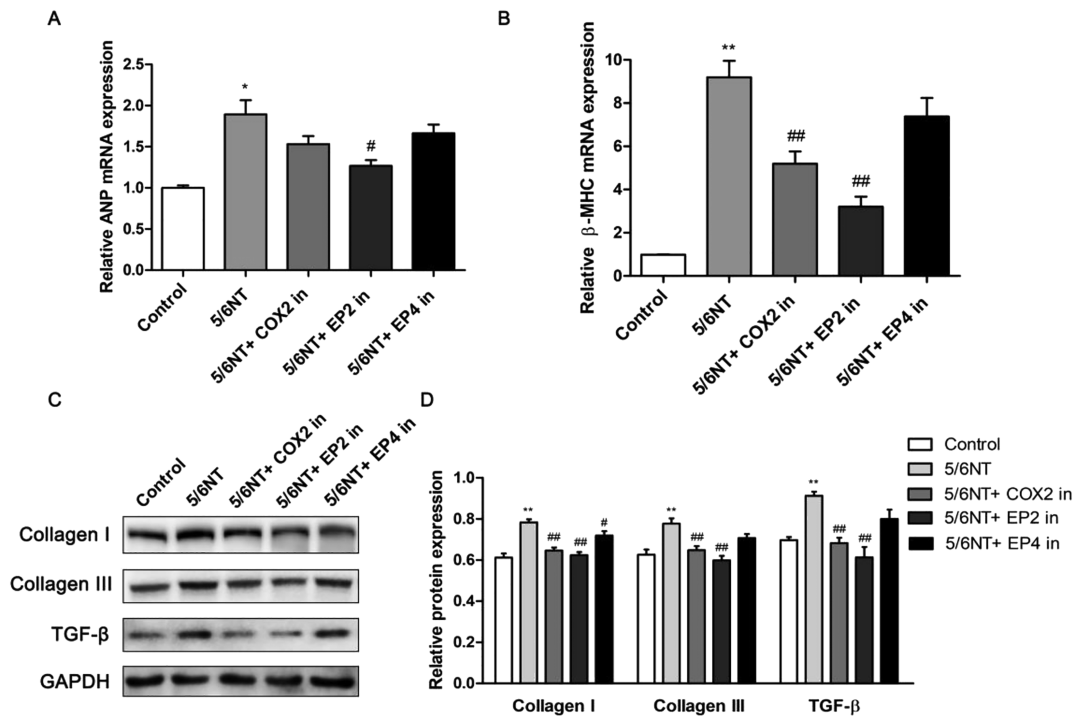 A
Relative ANP mRNA expression
2.5
2.0
1.5
1.0
0.5
0.0
*
#
Control
5/6NT
5/6NT+ COX2 in
5/6NT+ EP2 in
5/6NT+ EP4 in
B
Relative β-MHC mRNA expression
10
8
6
4
2
0
**
##
##
Control
5/6NT
5/6NT+ COX2 in
5/6NT+ EP2 in
5/6NT+ EP4 in
C
Control
5/6NT
5/6NT+ COX2 in
5/6NT+ EP2 in
5/6NT+ EP4 in
Collagen I
Collagen III
TGF-β
GAPDH
D
Relative protein expression
1.0
0.8
0.6
0.4
0.2
0.0
**
##
##
#
**
##
##
**
##
##
Collagen I
Collagen III
TGF-β
Control
5/6NT
5/6NT+ COX2 in
5/6NT+ EP2 in
5/6NT+ EP4 in